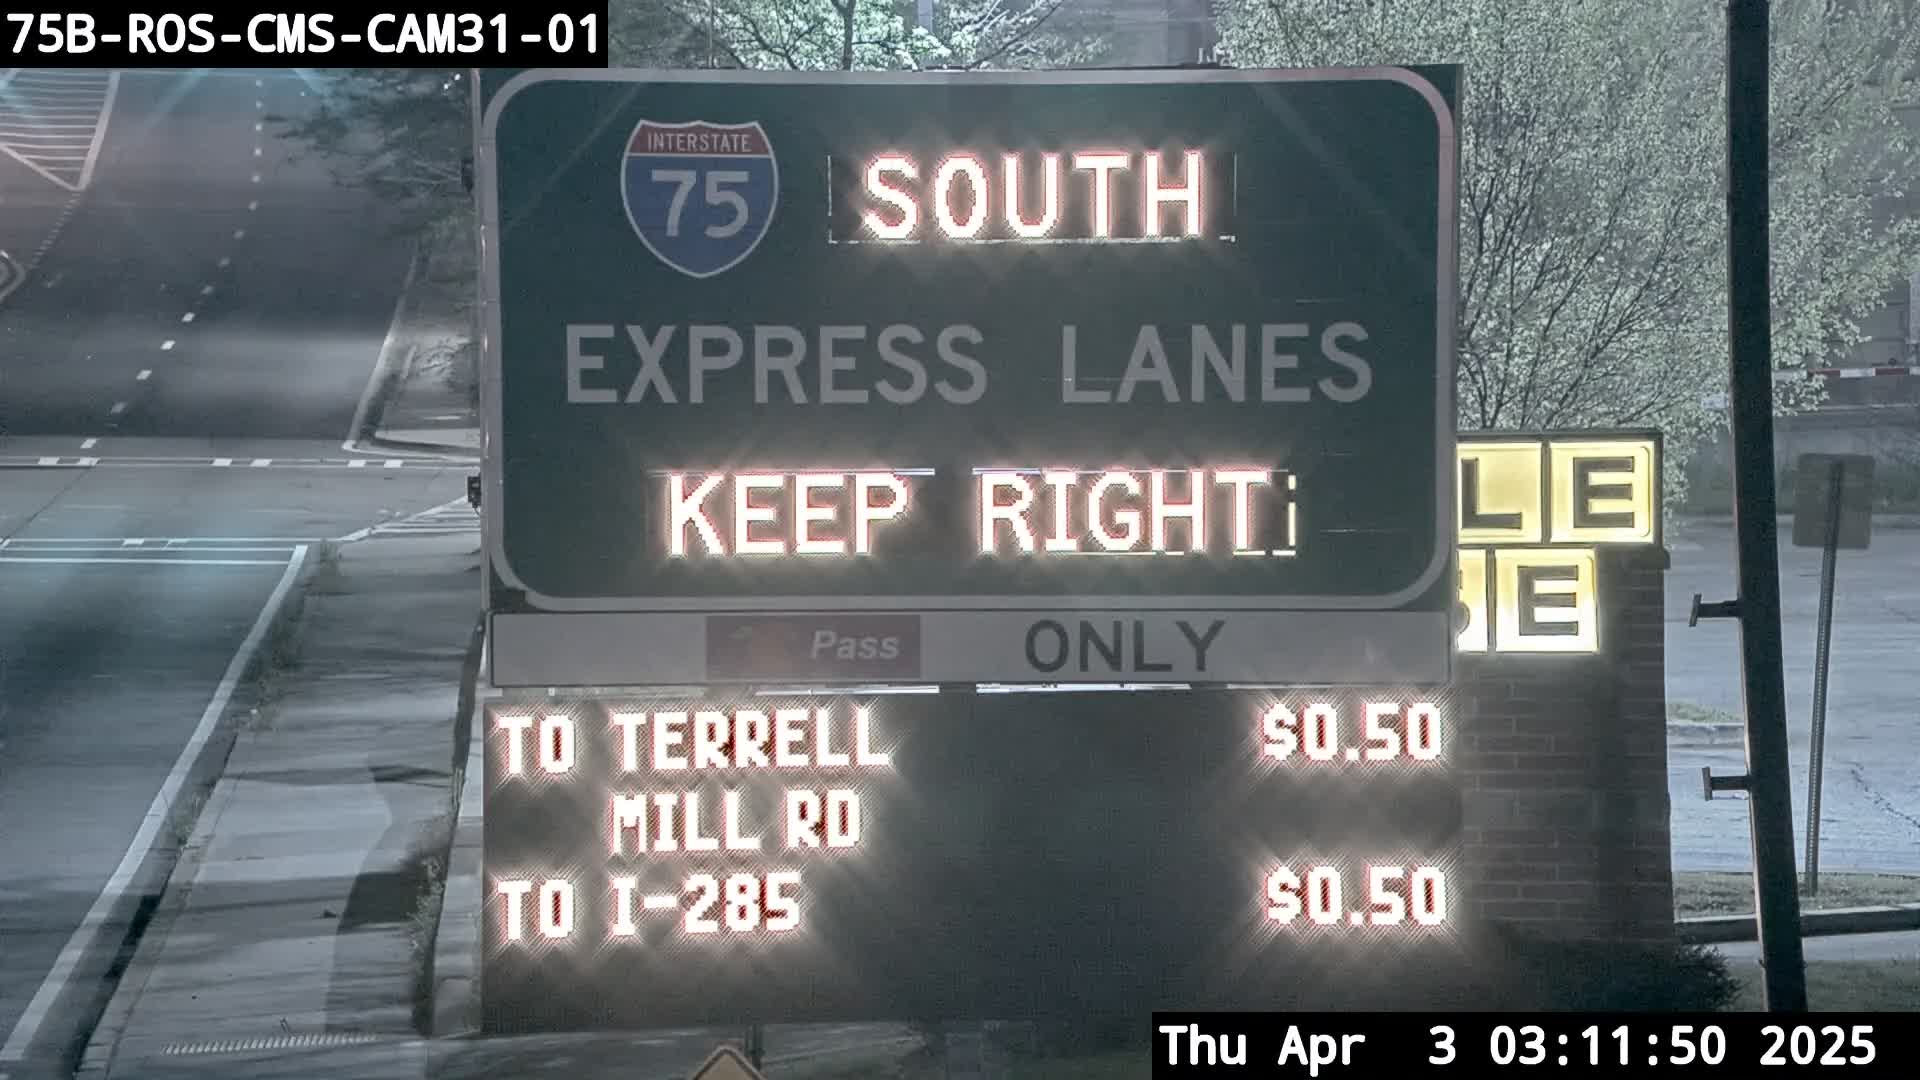 75B-ROS-CMS-CAM31-01
INTERSTATE
75
SOUTH
EXPRESS LANES
KEEP RIGHT
Pass ONLY
LE
E
TO TERRELL $0.50
MILL RD
TO I-285 $0.50
Thu Apr 3 03:11:50 2025